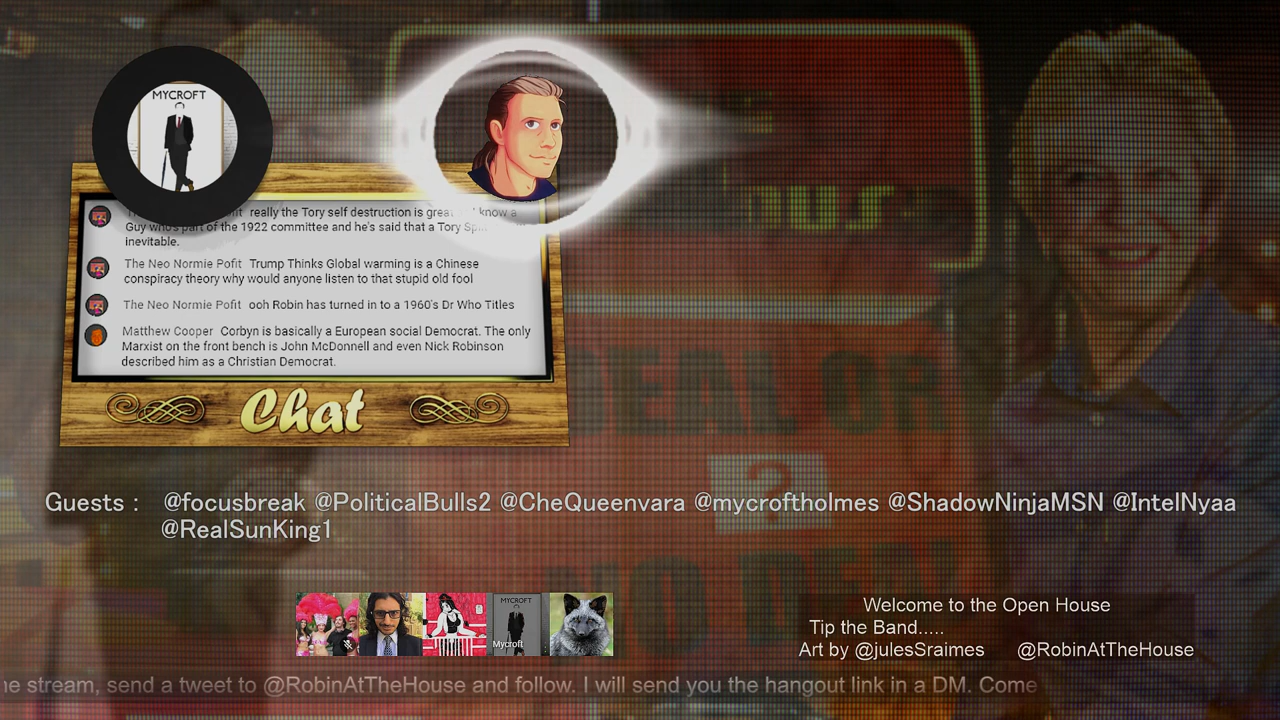 MYCROFT
really the Tory self destruction is great know a
Guy who's part of the 1922 committee and he's said that a Tory
inevitable.
The Neo Normie Pofit Trump Thinks Global warming is a Chinese
conspiracy theory why would anyone listen to that stupid old fool
The Neo Normie Pofit ooh Robin has turned in to a 1960's Dr Who Titles
Matthew Cooper Corbyn is basically a European social Democrat. The only
Marxist on the front bench is John McDonnell and even Nick Robinson
described him as a Christian Democrat.
Chat
DEAL OR
?
NO DEAL
Guests : @focusbreak @PoliticalBulls2 @CheQueenvara @mycroftholmes @ShadowNinjaMSN @IntelNyaa
@RealSunKing1
MYCROFT
Mycroft
Welcome to the Open House
Tip the Band.....
Art by @julesSraimes @RobinAtTheHouse
he stream, send a tweet to @RobinAtTheHouse and follow. I will send you the hangout link in a DM. Come